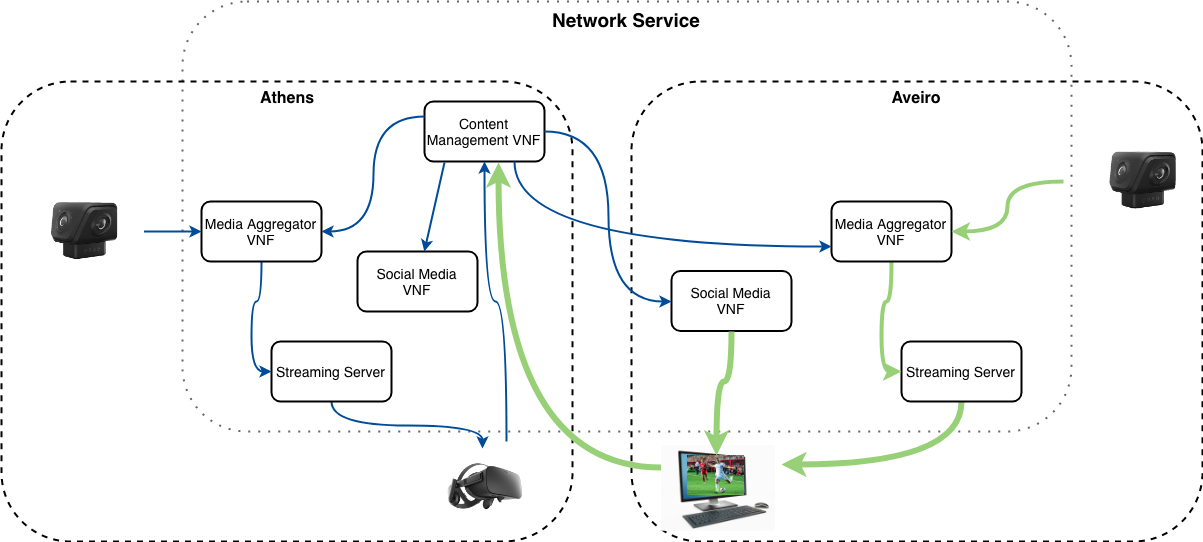 Network Service
Athens
Aveiro
Content
Management VNF
Media Aggregator
VNF
Media Aggregator
VNF
Social Media
VNF
Social Media
VNF
Streaming Server
Streaming Server